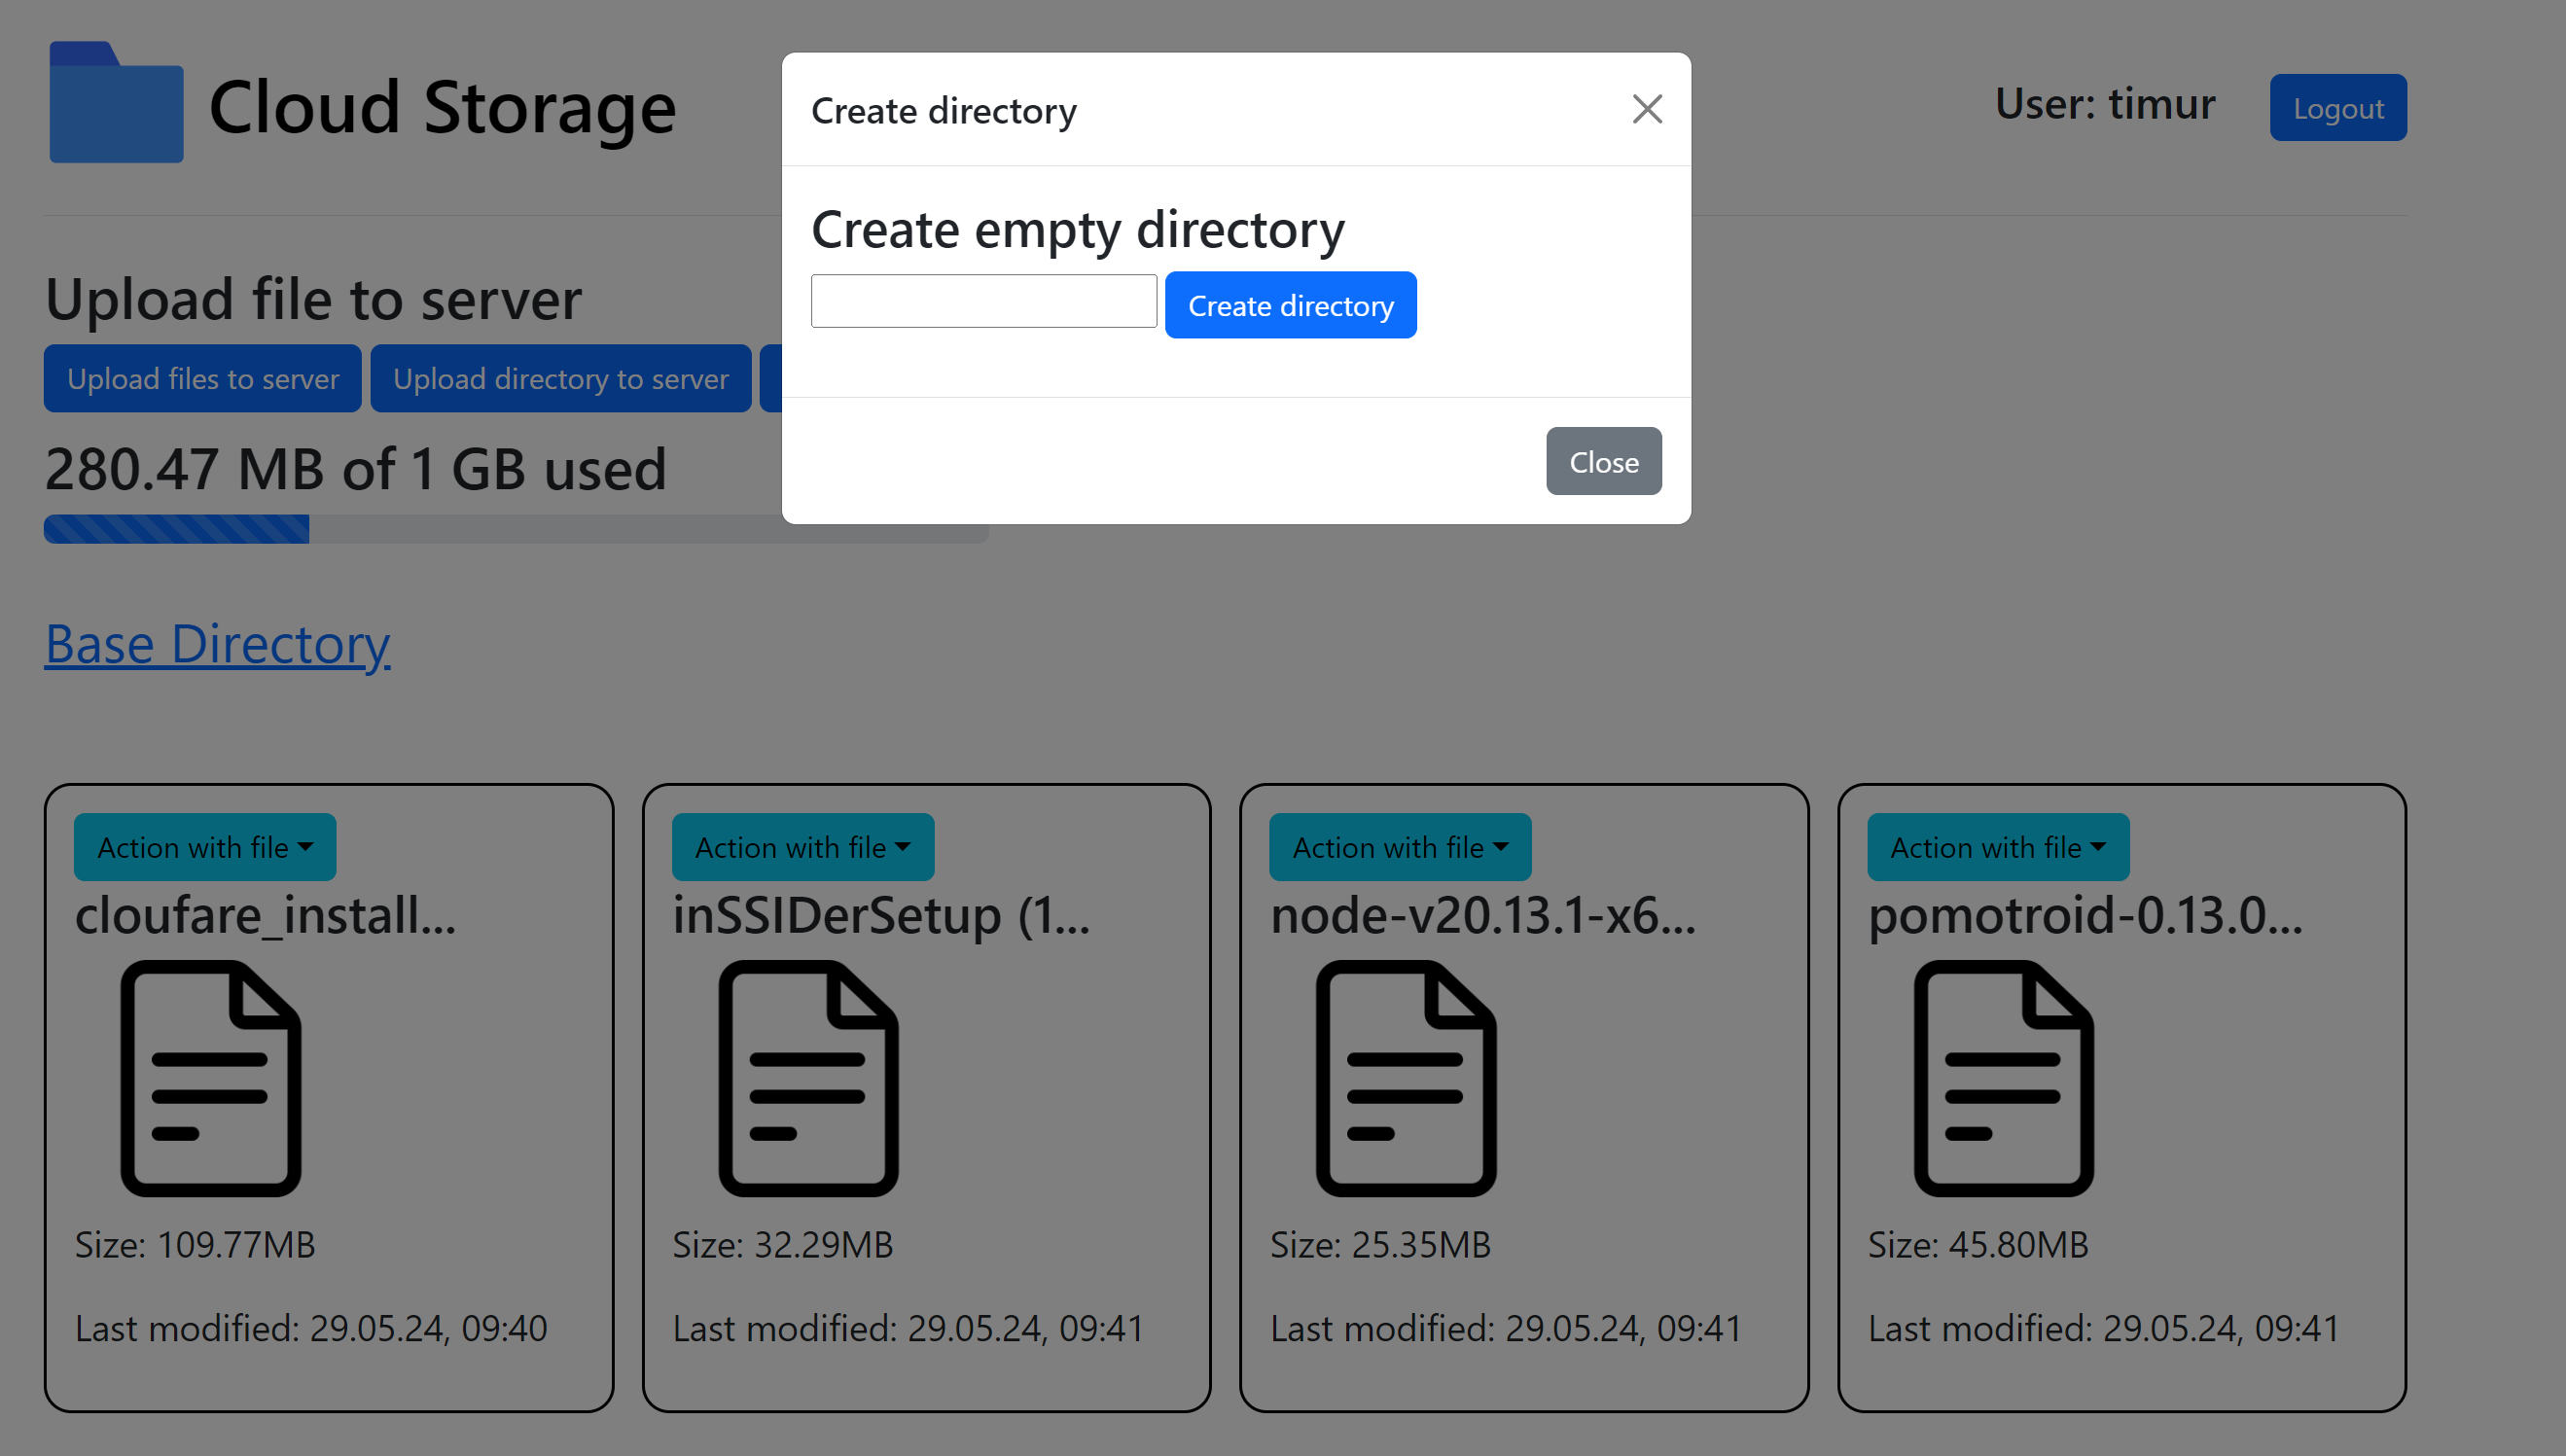 Cloud Storage
User: timur
Logout
Create directory
Create empty directory
Create directory
Close
Upload file to server
Upload files to server
Upload directory to server
280.47 MB of 1 GB used
Base Directory
Action with file
cloufare_install...
Size: 109.77MB
Last modified: 29.05.24, 09:40
Action with file
inSSIDerSetup (1...
Size: 32.29MB
Last modified: 29.05.24, 09:41
Action with file
node-v20.13.1-x6...
Size: 25.35MB
Last modified: 29.05.24, 09:41
Action with file
pomotroid-0.13.0...
Size: 45.80MB
Last modified: 29.05.24, 09:41